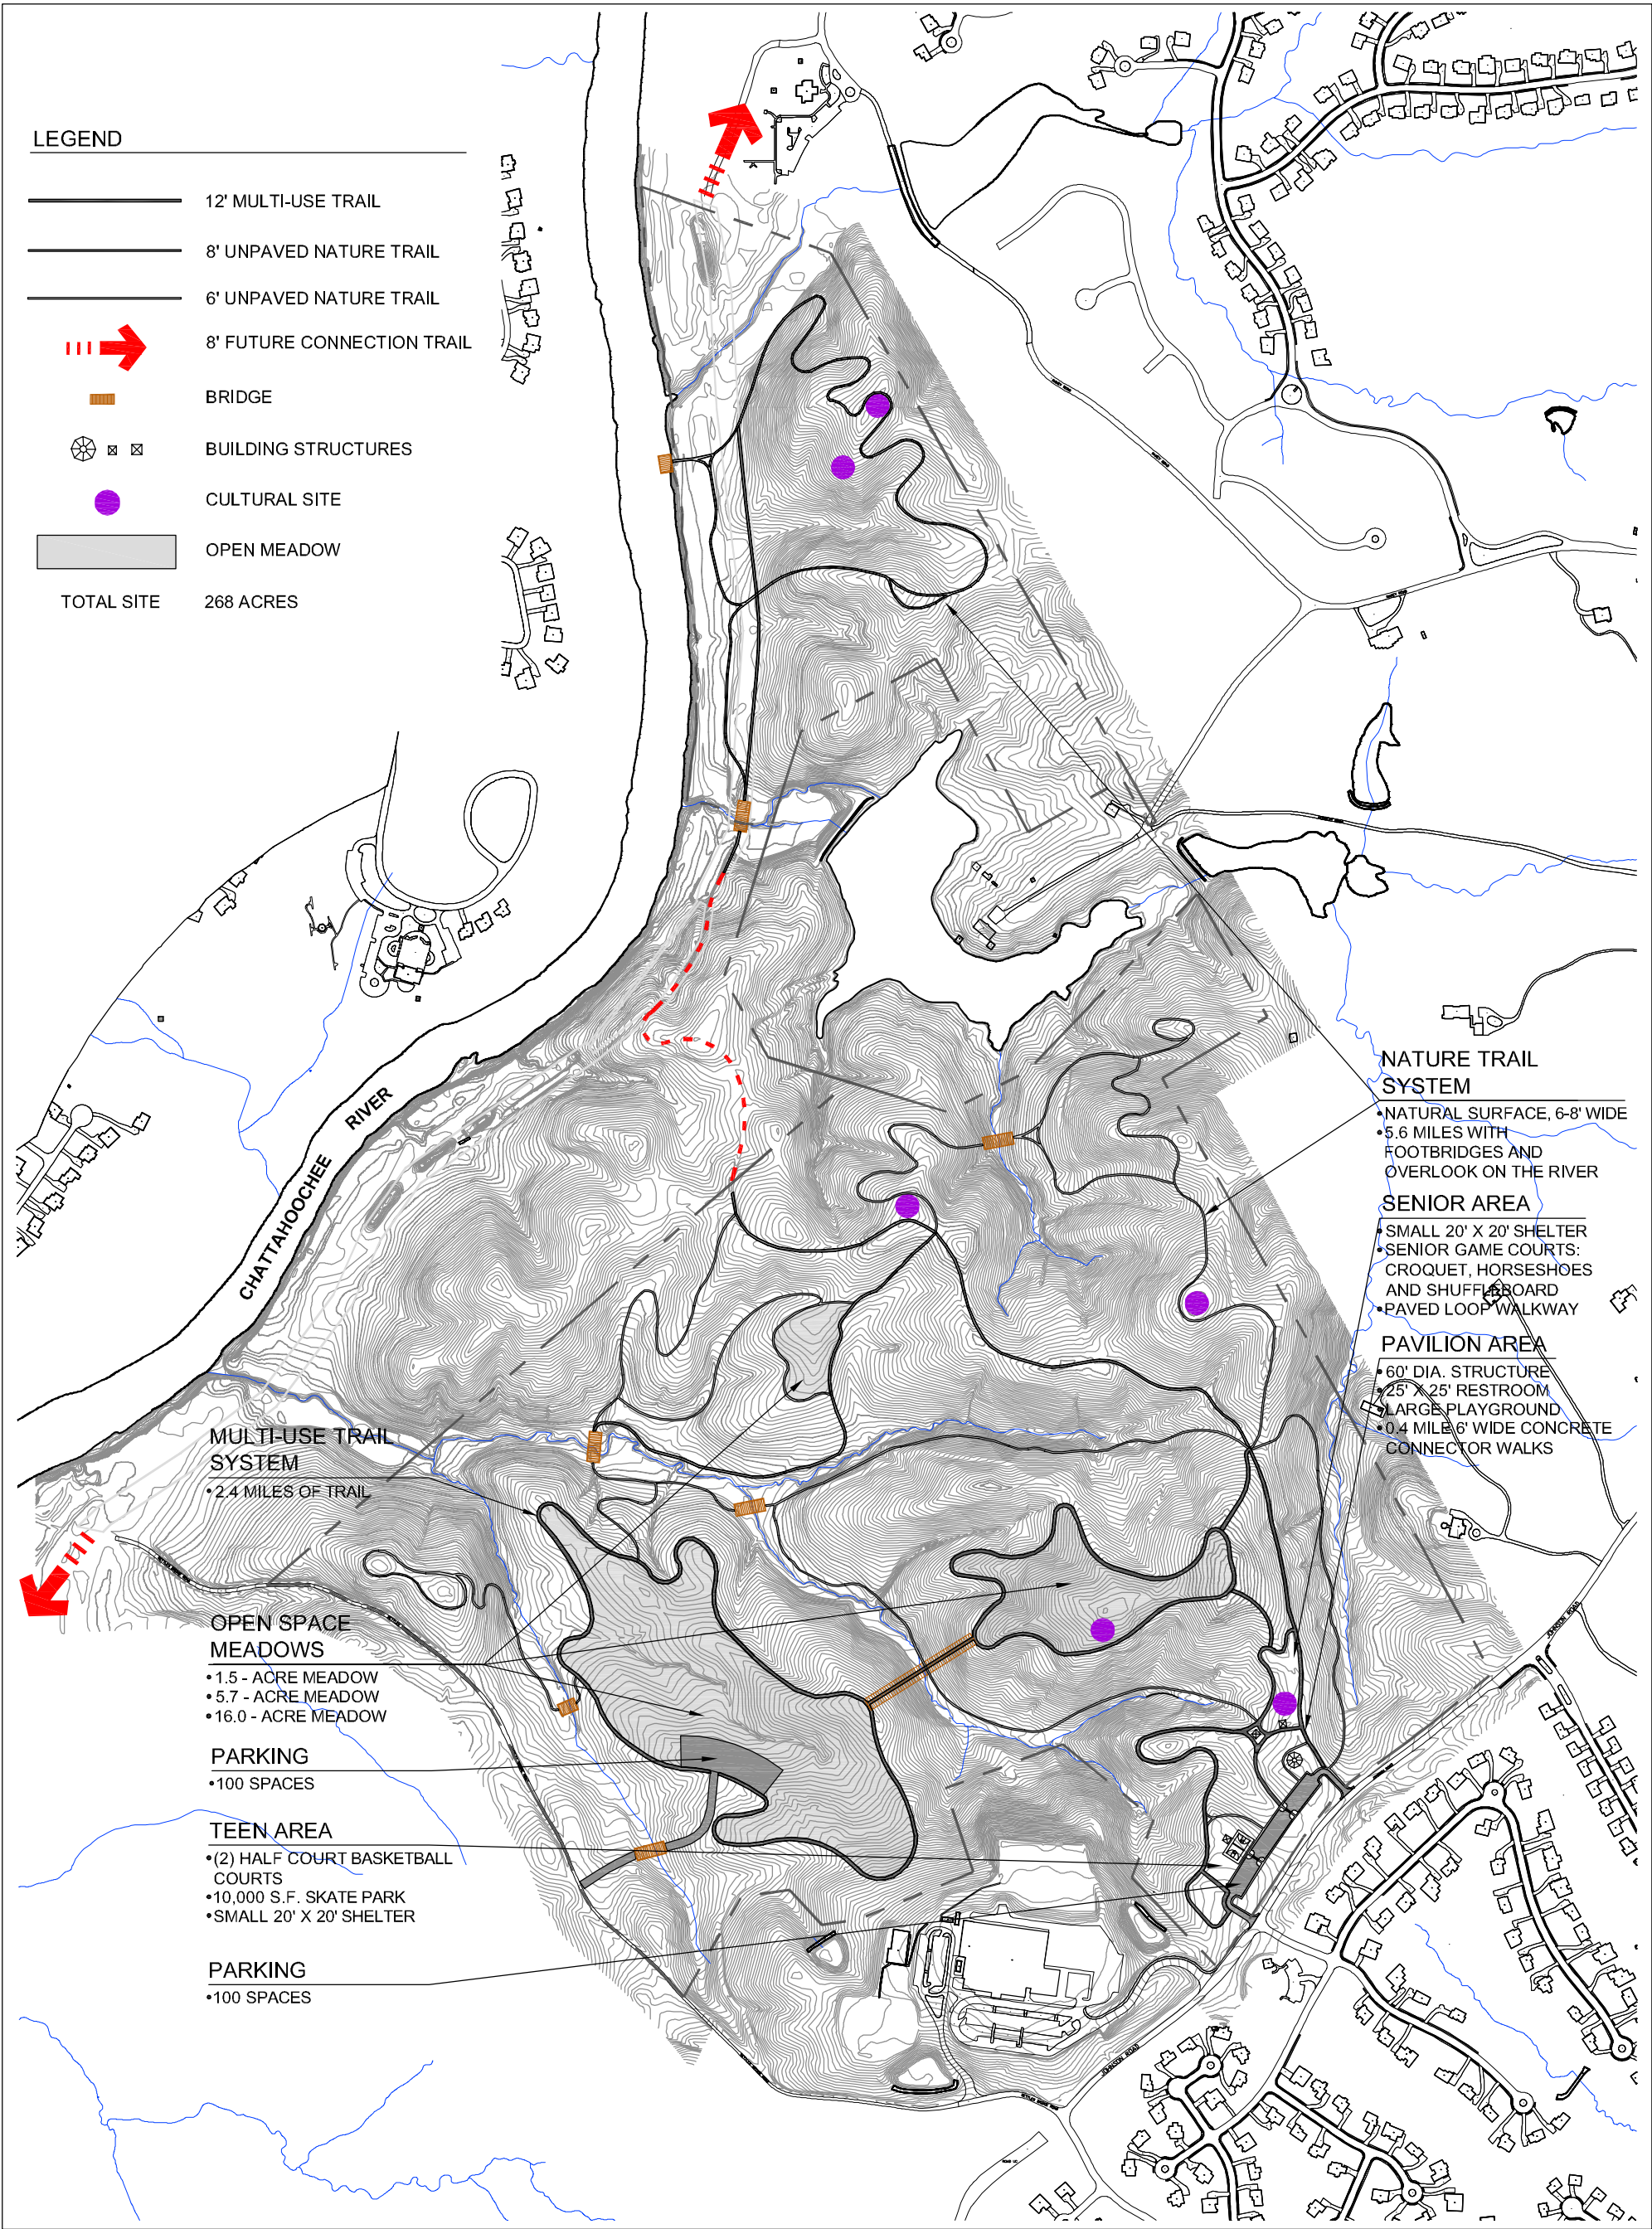 LEGEND
12' MULTI-USE TRAIL
8' UNPAVED NATURE TRAIL
6' UNPAVED NATURE TRAIL
8' FUTURE CONNECTION TRAIL
BRIDGE
BUILDING STRUCTURES
CULTURAL SITE
OPEN MEADOW
TOTAL SITE 268 ACRES
CHATTAHOOCHEE RIVER
NATURE TRAIL
SYSTEM
•NATURAL SURFACE, 6-8' WIDE
•5.6 MILES WITH
FOOTBRIDGES AND
OVERLOOK ON THE RIVER
SENIOR AREA
•SMALL 20' X 20' SHELTER
•SENIOR GAME COURTS:
CROQUET, HORSESHOES
AND SHUFFLEBOARD
•PAVED LOOP WALKWAY
PAVILION AREA
•60' DIA. STRUCTURE
•25' X 25' RESTROOM
•LARGE PLAYGROUND
•0.4 MILE 6' WIDE CONCRETE
CONNECTOR WALKS
MULTI-USE TRAIL
SYSTEM
•2.4 MILES OF TRAIL
OPEN SPACE
MEADOWS
•1.5 - ACRE MEADOW
•5.7 - ACRE MEADOW
•16.0 - ACRE MEADOW
PARKING
•100 SPACES
TEEN AREA
•(2) HALF COURT BASKETBALL
COURTS
•10,000 S.F. SKATE PARK
•SMALL 20' X 20' SHELTER
PARKING
•100 SPACES
JOHNSON ROAD
JOHNSON ROAD